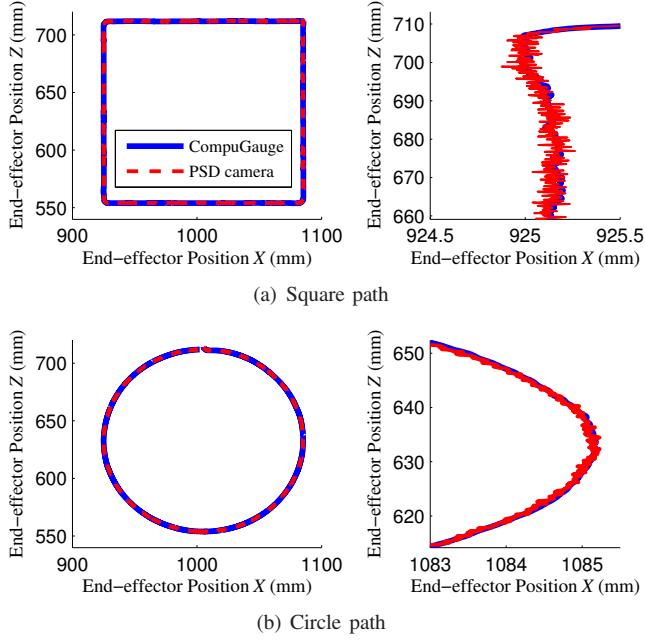 End−effector Position Z (mm)
700
650
600
550
900
1000
1100
CompuGauge
PSD camera
End−effector Position X (mm)
End−effector Position Z (mm)
710
700
690
680
670
660
924.5
925
925.5
End−effector Position X (mm)
(a) Square path
End−effector Position Z (mm)
700
650
600
550
900
1000
1100
End−effector Position X (mm)
End−effector Position Z (mm)
650
640
630
620
1083
1084
1085
End−effector Position X (mm)
(b) Circle path